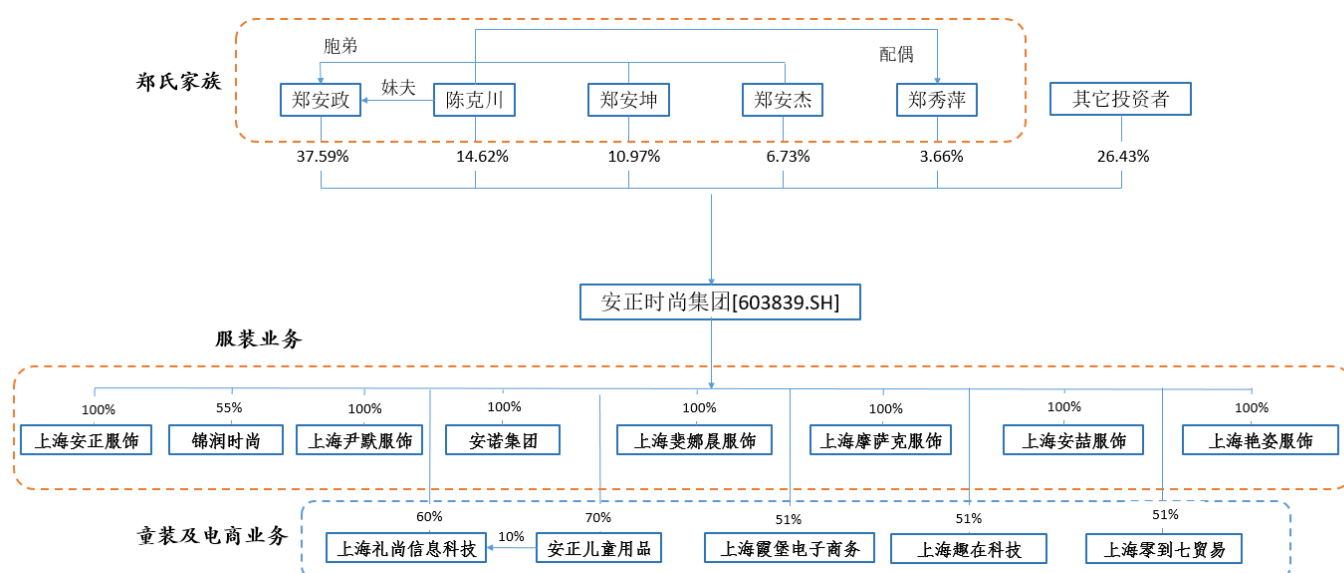 胞弟
配偶
郑氏家族
妹夫
郑安政
陈克川
郑安坤
郑安杰
郑秀萍
其它投资者
37.59%
14.62%
10.97%
6.73%
3.66%
26.43%
安正时尚集团[603839.SH]
服装业务
100%
55%
100%
100%
100%
100%
100%
100%
上海安正服饰
锦润时尚
上海尹默服饰
安诺集团
上海斐娜晨服饰
上海摩萨克服饰
上海安喆服饰
上海艳姿服饰
60%
70%
51%
51%
51%
童装及电商业务
上海礼尚信息科技
10%
安正儿童用品
上海霞堡电子商务
上海趣在科技
上海零到七贸易